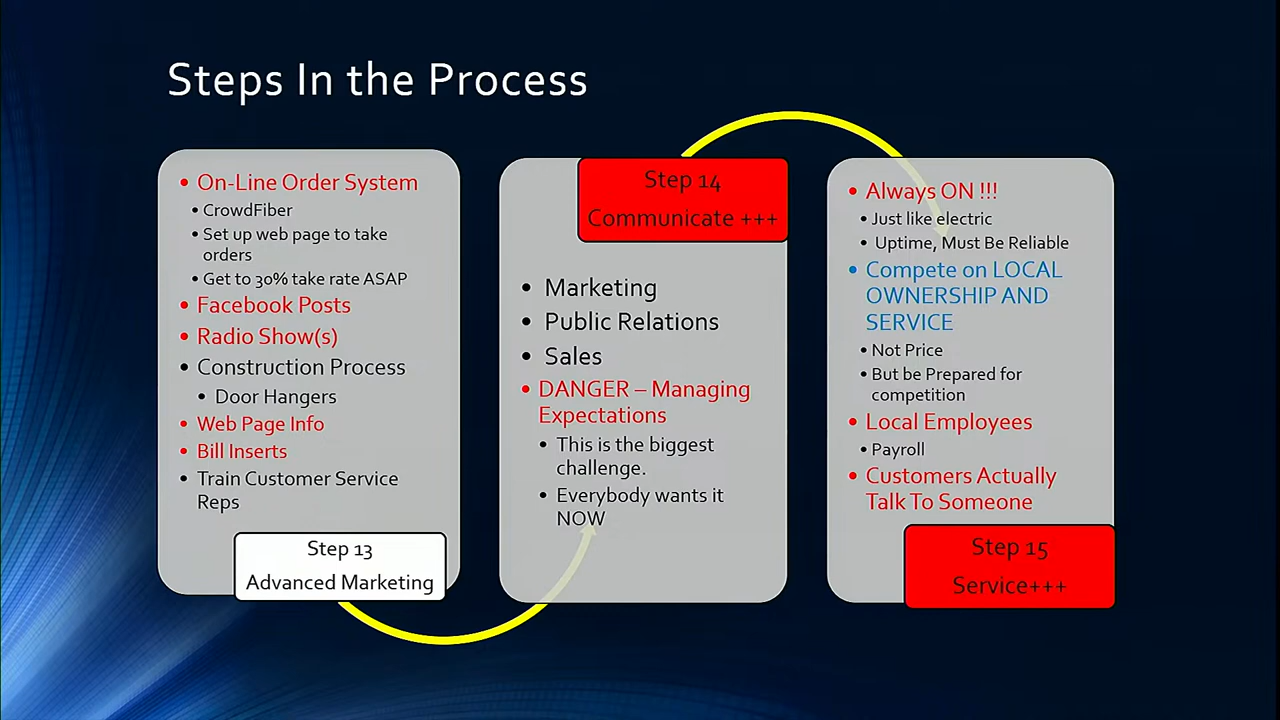 Steps In the Process
• On-Line Order System
• CrowdFiber
• Set up web page to take
orders
• Get to 30% take rate ASAP
• Facebook Posts
• Radio Show(s)
• Construction Process
• Door Hangers
• Web Page Info
• Bill Inserts
• Train Customer Service
Reps
Step 13
Advanced Marketing
Step 14
Communicate +++
• Marketing
• Public Relations
• Sales
• DANGER – Managing
Expectations
• This is the biggest
challenge.
• Everybody wants it
NOW
• Always ON !!!
• Just like electric
• Uptime, Must Be Reliable
• Compete on LOCAL
OWNERSHIP AND
SERVICE
• Not Price
• But be Prepared for
competition
• Local Employees
• Payroll
• Customers Actually
Talk To Someone
Step 15
Service+++